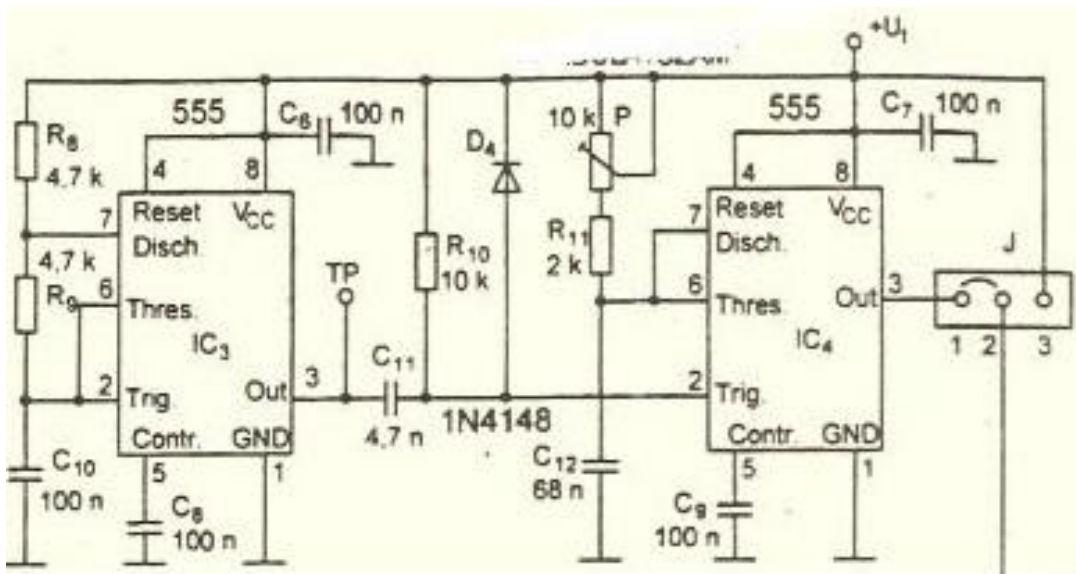 +U₁
555
C₆ 100 n
R₈
4,7 k
4 8
7
Reset V_CC
Disch.
4,7 k
R₉
6
Thres.
IC₃
2
Trig. Out
3
Contr. GND
5 1
C₁₀
100 n
C₈
100 n
TP
C₁₁
4,7 n
R₁₀
10 k
D₄
1N4148
10 k P
R₁₁
2 k
C₁₂
68 n
555
C₇ 100 n
4 8
7
Reset V_CC
Disch.
6
Thres. Out
3
IC₄
2
Trig.
Contr. GND
5 1
C₉
100 n
J
1 2 3